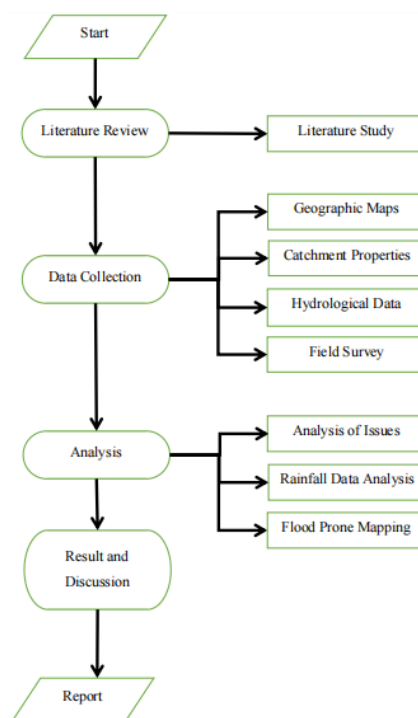 Start
Literature Review
Literature Study
Geographic Maps
Catchment Properties
Data Collection
Hydrological Data
Field Survey
Analysis of Issues
Analysis
Rainfall Data Analysis
Flood Prone Mapping
Result and
Discussion
Report